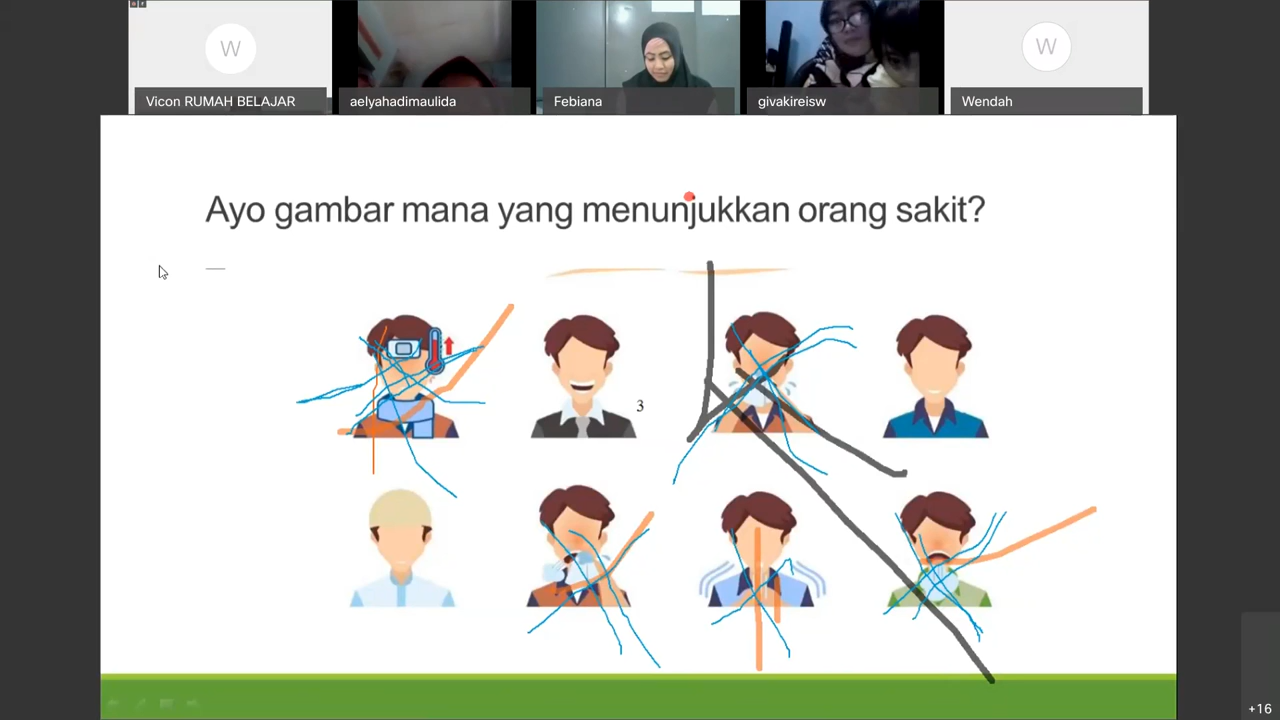 W
W
Vicon RUMAH BELAJAR
aelyahadimaulida
Febiana
givakireisw
Wendah
Ayo gambar mana yang menunjukkan orang sakit?
3
+16